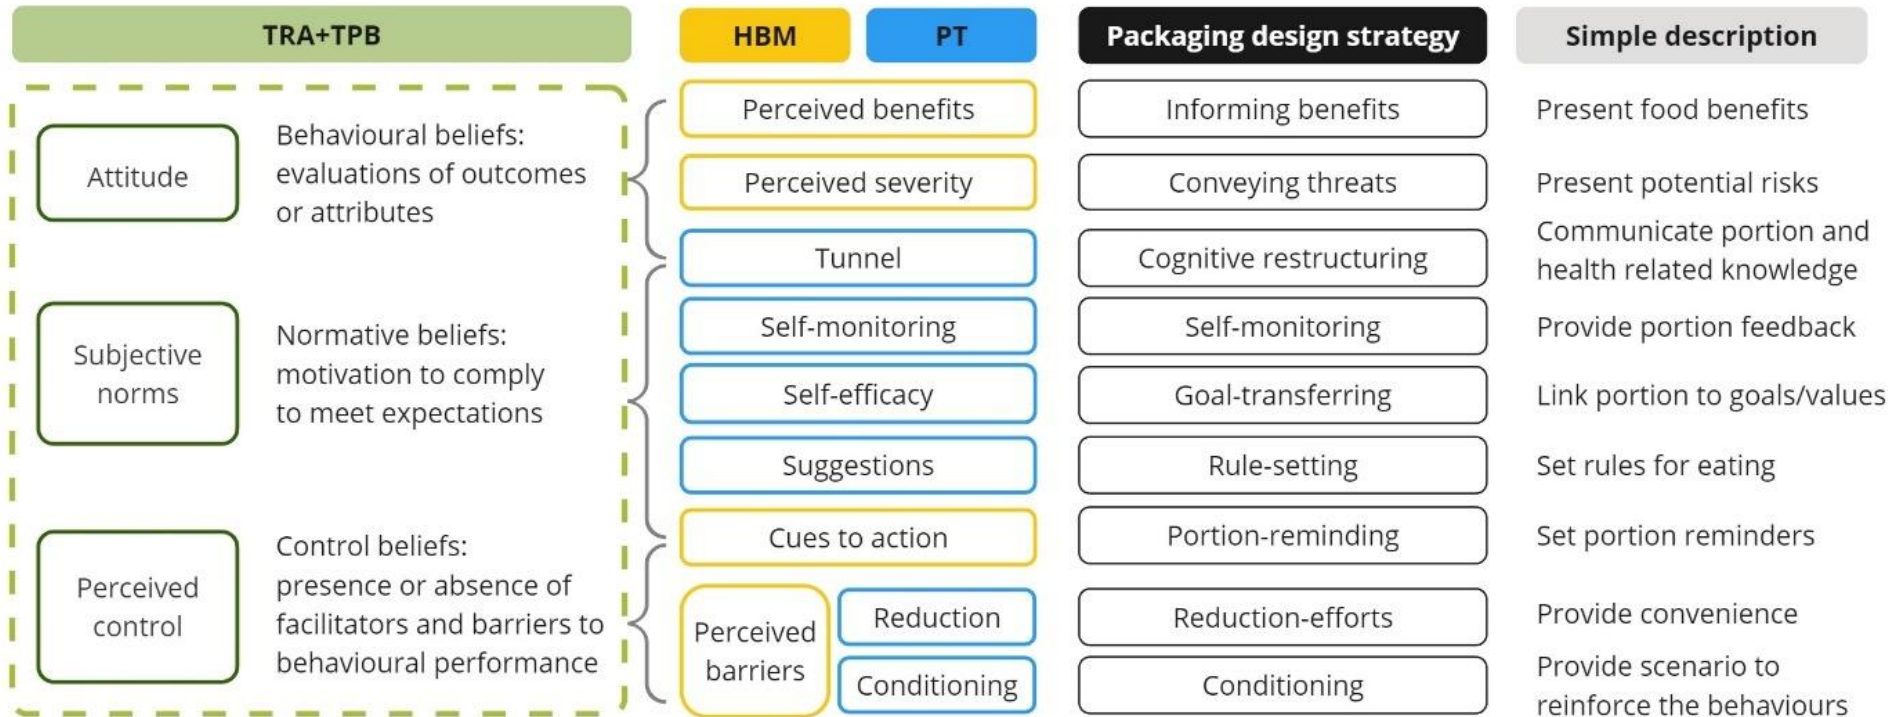 TRA+TPB
HBM
PT
Packaging design strategy
Simple description
Attitude
Behavioural beliefs:
evaluations of outcomes
or attributes
Subjective
norms
Normative beliefs:
motivation to comply
to meet expectations
Perceived
control
Control beliefs:
presence or absence of
facilitators and barriers to
behavioural performance
Perceived benefits
Informing benefits
Present food benefits
Perceived severity
Conveying threats
Present potential risks
Tunnel
Cognitive restructuring
Communicate portion and
health related knowledge
Self-monitoring
Self-monitoring
Provide portion feedback
Self-efficacy
Goal-transferring
Link portion to goals/values
Suggestions
Rule-setting
Set rules for eating
Cues to action
Portion-reminding
Set portion reminders
Perceived
barriers
Reduction
Reduction-efforts
Provide convenience
Conditioning
Conditioning
Provide scenario to
reinforce the behaviours